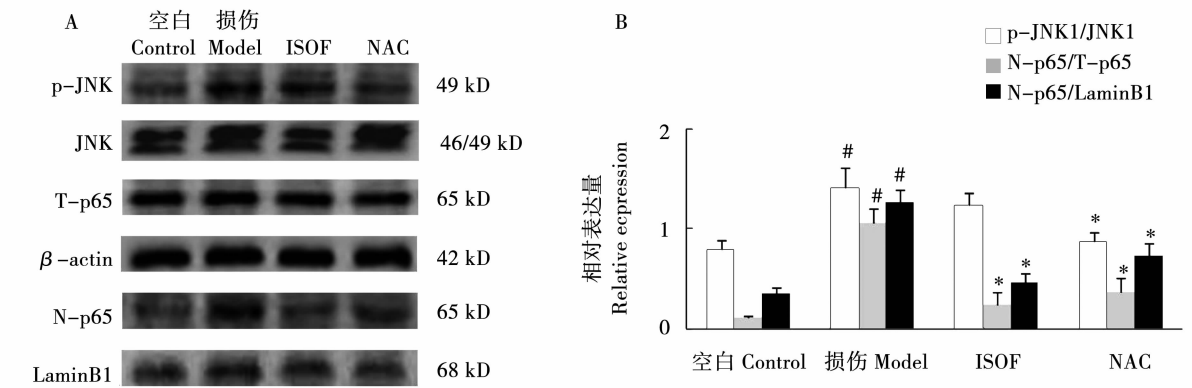 A
空白 损伤
Control Model ISOF NAC
p-JNK 49 kD
JNK 46/49 kD
T-p65 65 kD
β-actin 42 kD
N-p65 65 kD
LaminB1 68 kD
B
p-JNK1/JNK1
N-p65/T-p65
N-p65/LaminB1
相对表达量
Relative ecpression
2
1
0
#
#
#
*
*
*
*
*
空白 Control 损伤 Model ISOF NAC